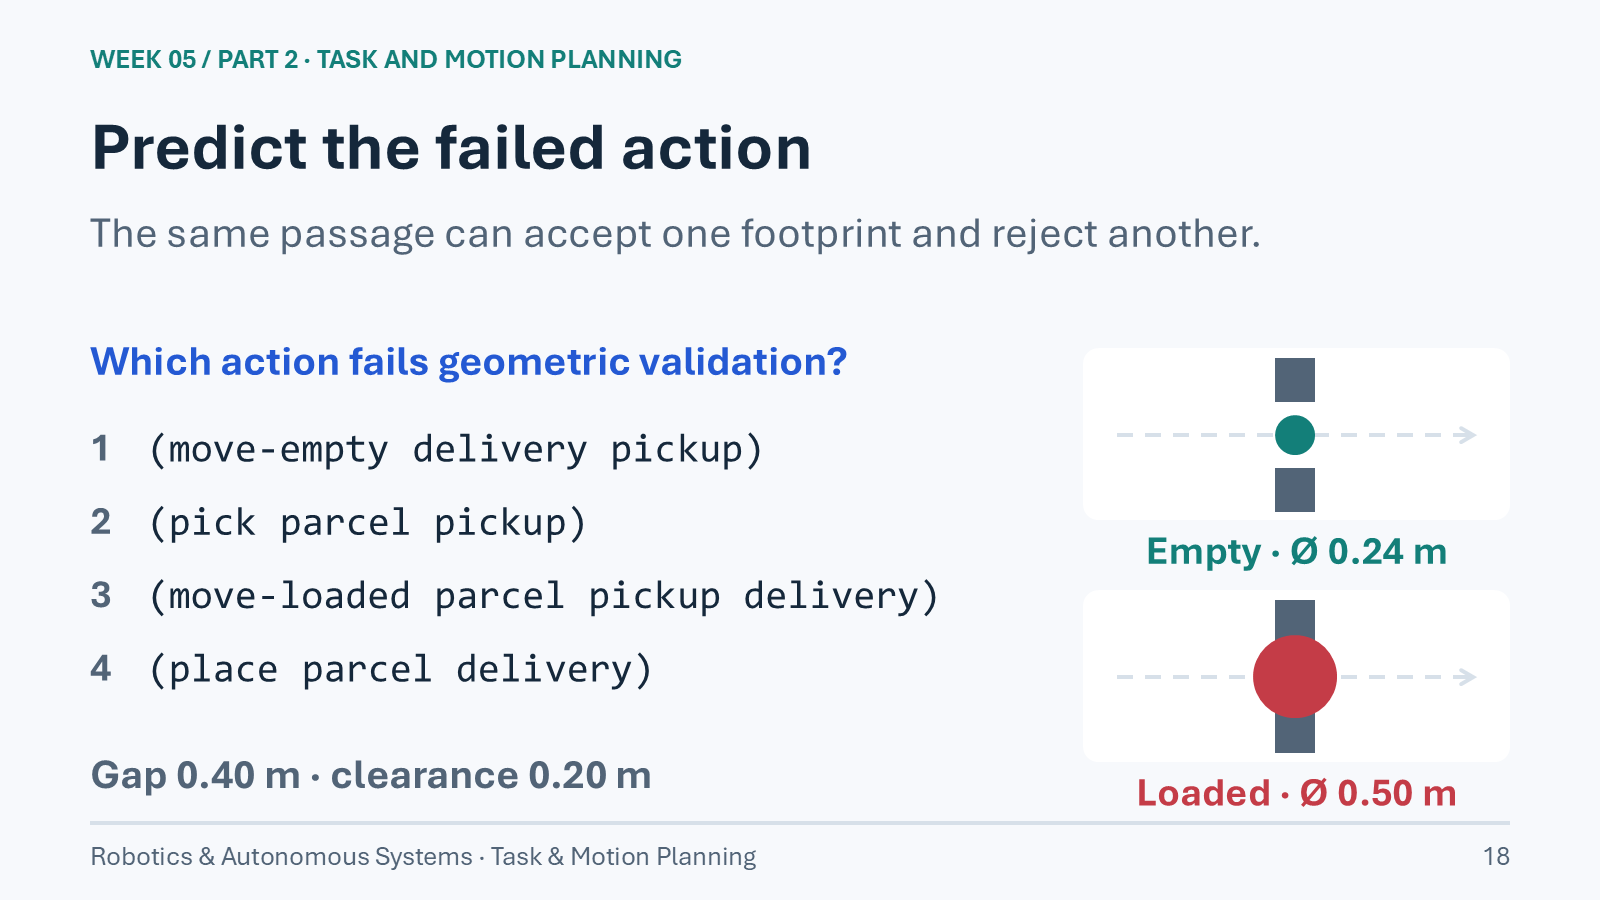 WEEK 05 / PART 2 · TASK AND MOTION PLANNING
Predict the failed action
The same passage can accept one footprint and reject another.
Which action fails geometric validation?
1 (move-empty delivery pickup)
2 (pick parcel pickup)
3 (move-loaded parcel pickup delivery)
4 (place parcel delivery)
Gap 0.40 m · clearance 0.20 m
Empty · Ø 0.24 m
Loaded · Ø 0.50 m
Robotics & Autonomous Systems · Task & Motion Planning
18